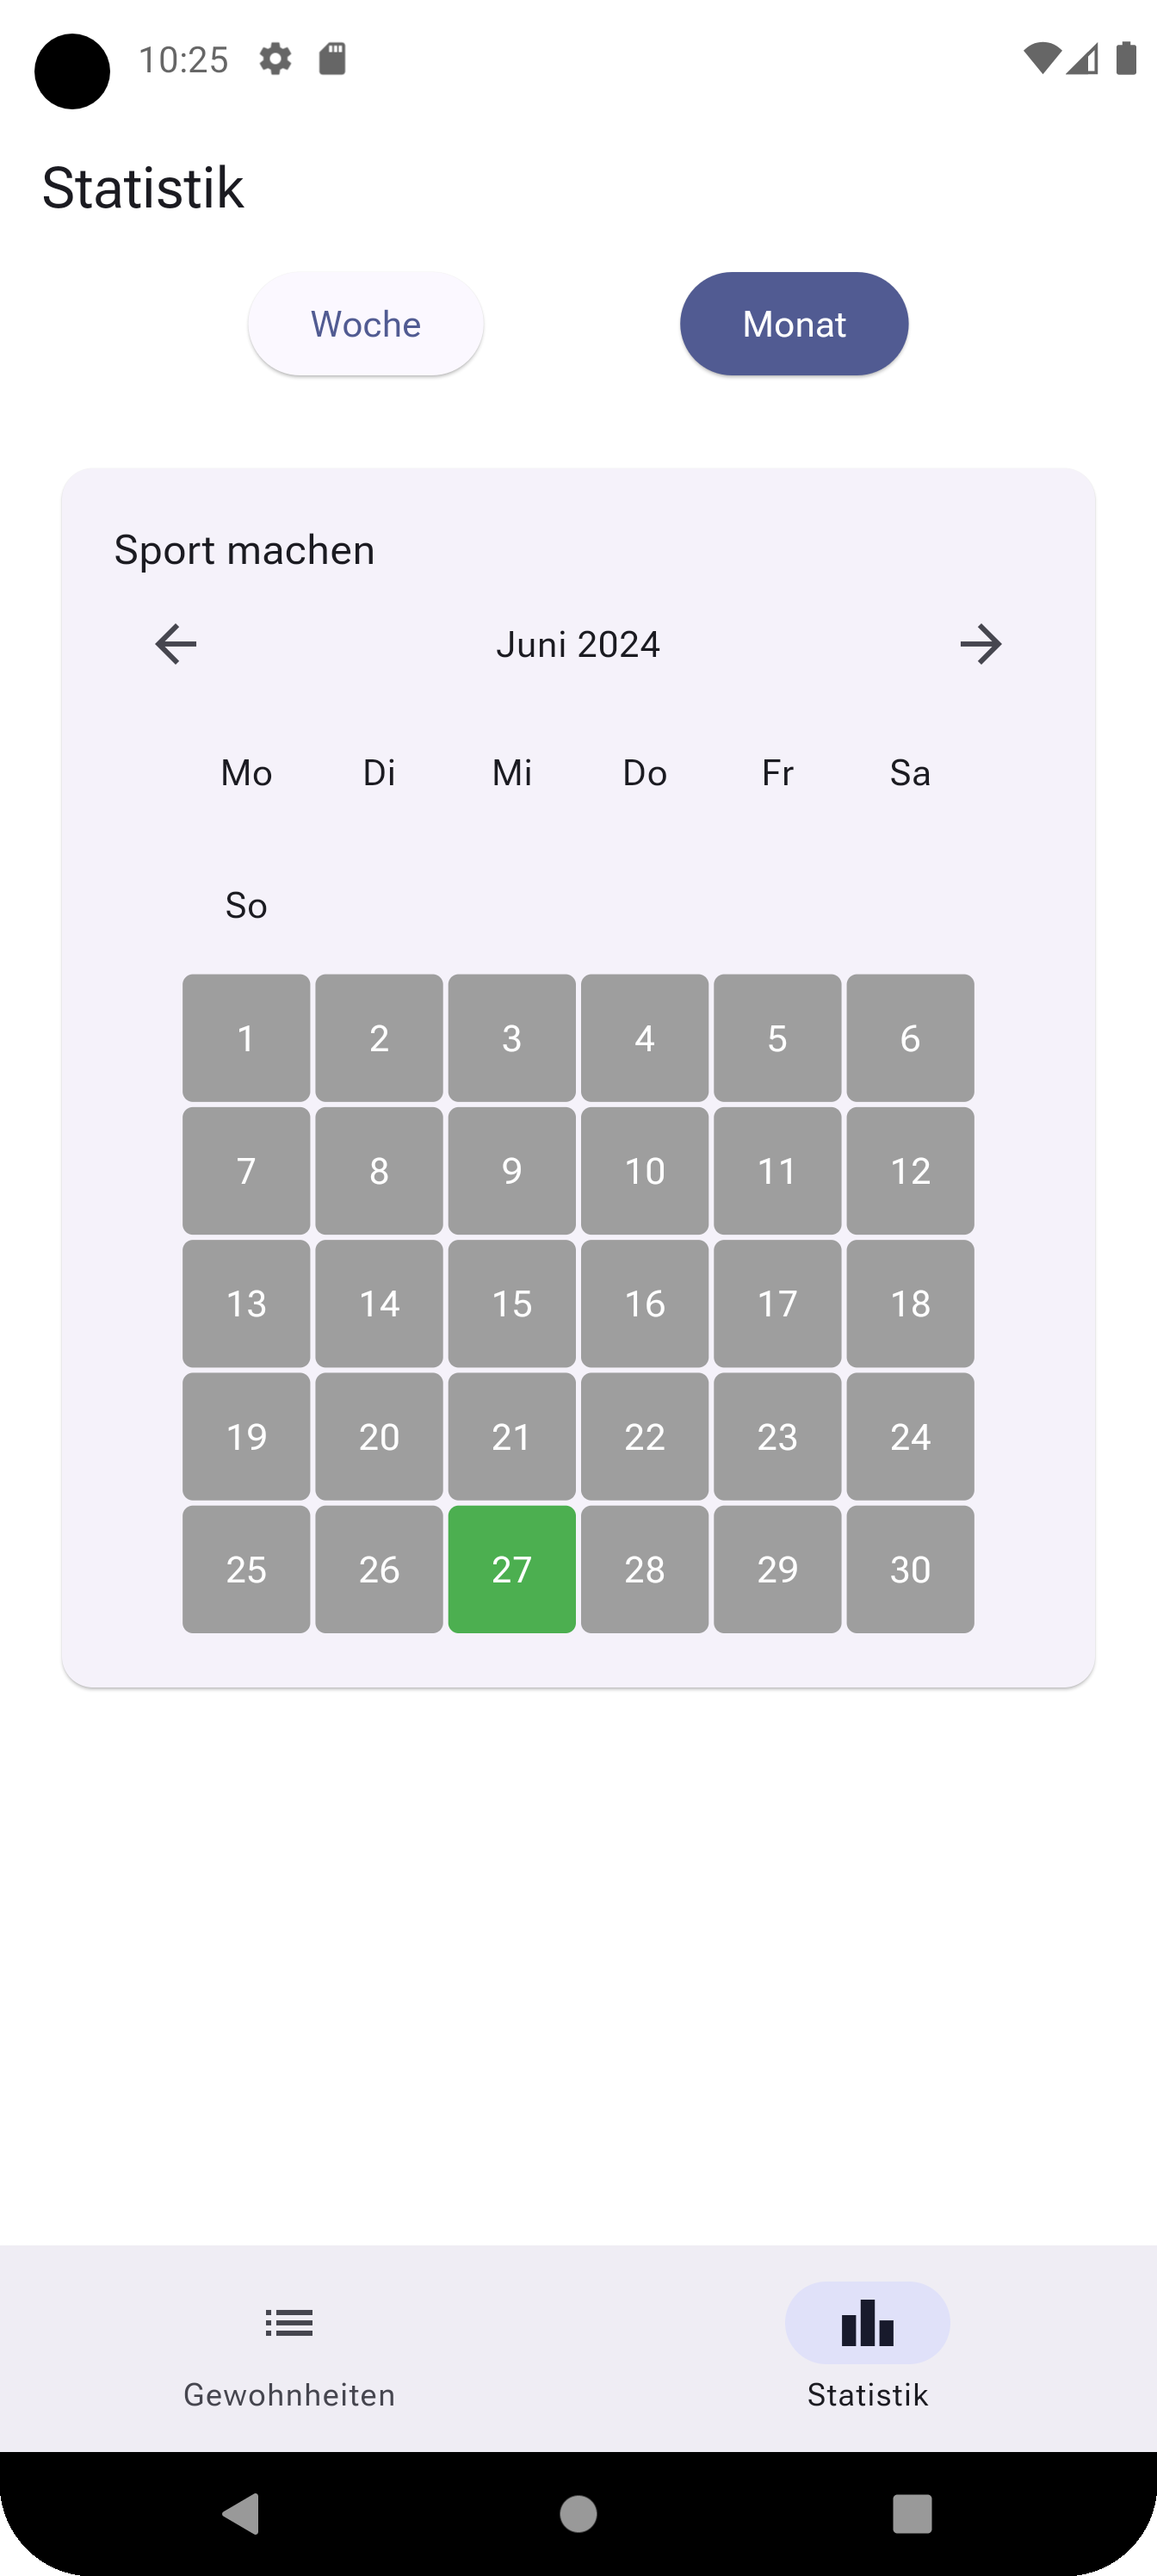 10:25
Statistik
Woche Monat
Sport machen
Juni 2024
Mo Di Mi Do Fr Sa
So
1 2 3 4 5 6
7 8 9 10 11 12
13 14 15 16 17 18
19 20 21 22 23 24
25 26 27 28 29 30
Gewohnheiten Statistik